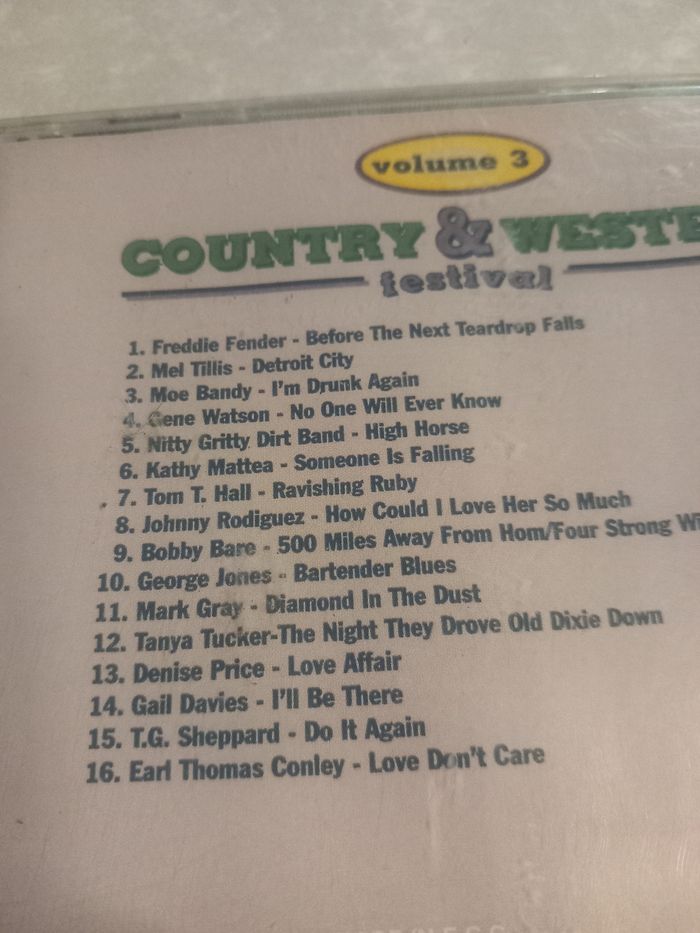 volume 3
COUNTRY & WESTE
festival
1. Freddie Fender - Before The Next Teardrop Falls
2. Mel Tillis - Detroit City
3. Moe Bandy - I'm Drunk Again
4. Gene Watson - No One Will Ever Know
5. Nitty Gritty Dirt Band - High Horse
6. Kathy Mattea - Someone Is Falling
7. Tom T. Hall - Ravishing Ruby
8. Johnny Rodiguez - How Could I Love Her So Much
9. Bobby Bare - 500 Miles Away From Hom/Four Strong Wi
10. George Jones - Bartender Blues
11. Mark Gray - Diamond In The Dust
12. Tanya Tucker-The Night They Drove Old Dixie Down
13. Denise Price - Love Affair
14. Gail Davies - I'll Be There
15. T.G. Sheppard - Do It Again
16. Earl Thomas Conley - Love Don't Care